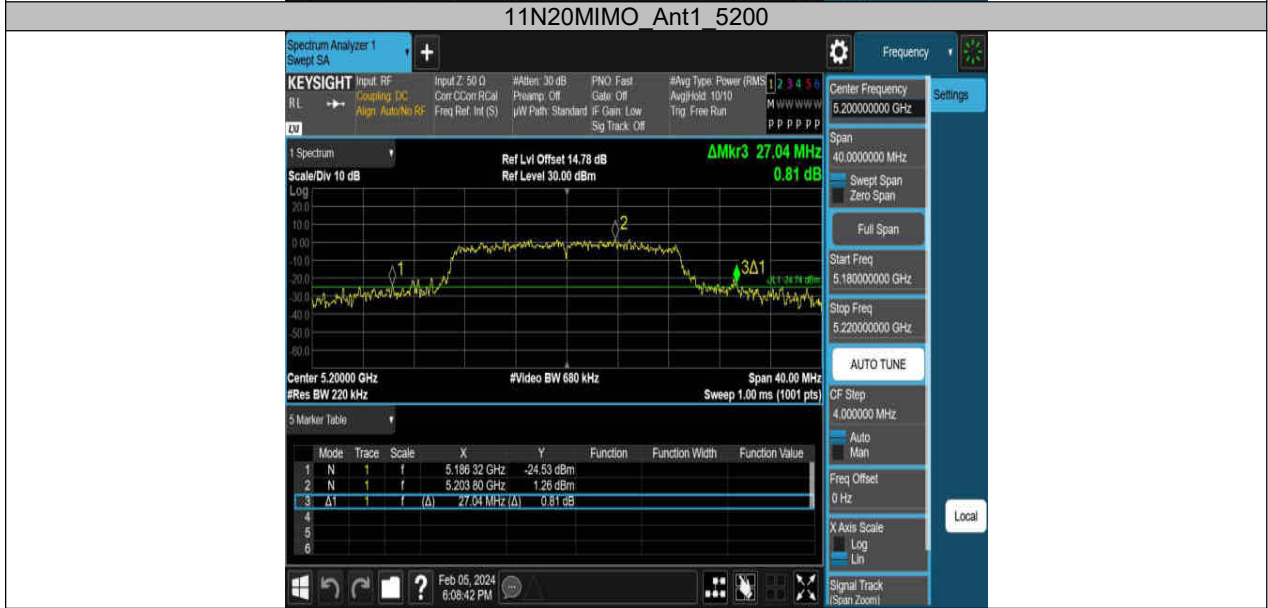 11N20MIMO_Ant1_5200
Spectrum Analyzer 1
Swept SA
+
Frequency
KEYSIGHT
RL
Input: RF
Coupling: DC
Align: Auto/No RF
Input Z: 50 Ω
Corr CCorr RCal
Freq Ref: Int (S)
#Atten: 30 dB
Preamp: Off
µW Path: Standard
PNO: Fast
Gate: Off
IF Gain: Low
Sig Track: Off
#Avg Type: Power (RMS
Avg|Hold: 10/10
Trig: Free Run
1 2 3 4 5 6
M W W W W W
P P P P P P
1 Spectrum
Scale/Div 10 dB
Ref Lvl Offset 14.78 dB
Ref Level 30.00 dBm
ΔMkr3 27.04 MHz
0.81 dB
Log
20.0
10.0
0.00
-10.0
-20.0
-30.0
-40.0
-50.0
-60.0
1
2
3Δ1
DL1 -24.74 dBm
Center 5.20000 GHz
#Res BW 220 kHz
#Video BW 680 kHz
Span 40.00 MHz
Sweep 1.00 ms (1001 pts)
5 Marker Table
Mode Trace Scale X Y Function Function Width Function Value
1 N 1 f 5.186 32 GHz -24.53 dBm
2 N 1 f 5.203 80 GHz 1.26 dBm
3 Δ1 1 f (Δ) 27.04 MHz (Δ) 0.81 dB
4
5
6
Feb 05, 2024
6:08:42 PM
?
Center Frequency
5.200000000 GHz
Settings
Span
40.0000000 MHz
Swept Span
Zero Span
Full Span
Start Freq
5.180000000 GHz
Stop Freq
5.220000000 GHz
AUTO TUNE
CF Step
4.000000 MHz
Auto
Man
Freq Offset
0 Hz
X Axis Scale
Log
Lin
Signal Track
(Span Zoom)
Local